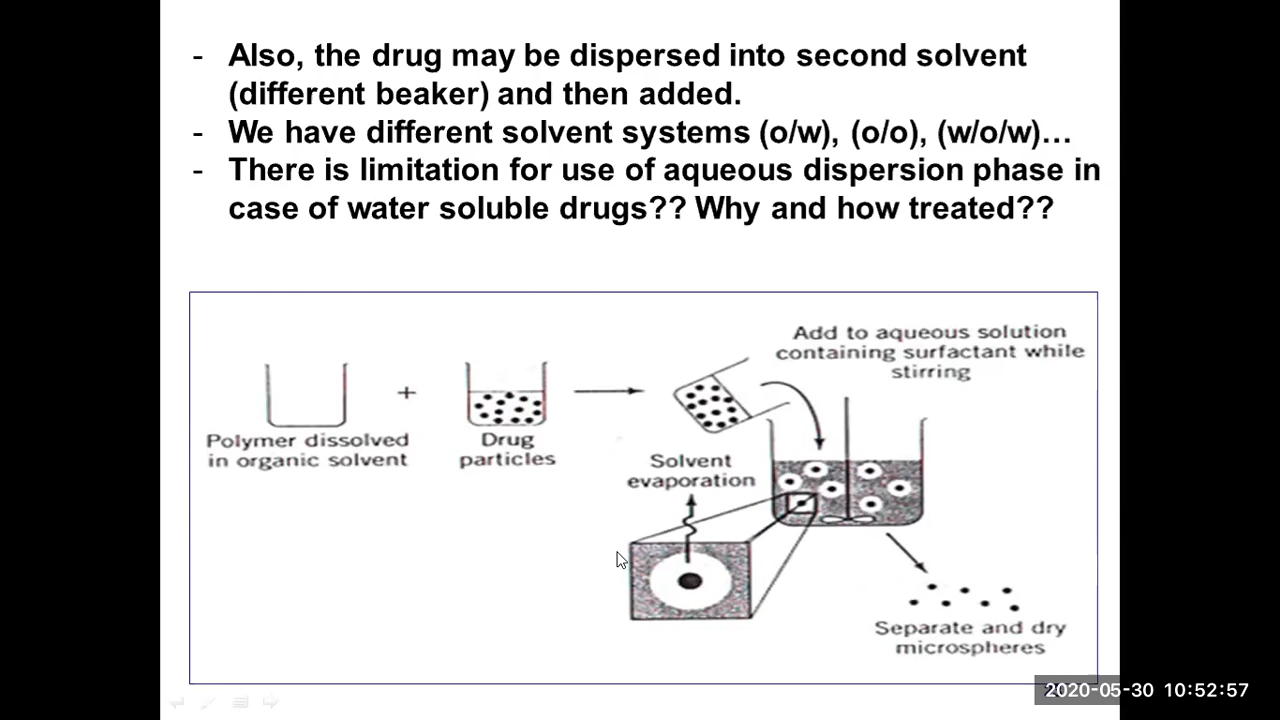 - Also, the drug may be dispersed into second solvent
(different beaker) and then added.
- We have different solvent systems (o/w), (o/o), (w/o/w)…
- There is limitation for use of aqueous dispersion phase in
case of water soluble drugs?? Why and how treated??
Add to aqueous solution
containing surfactant while
stirring
+
Polymer dissolved
in organic solvent
Drug
particles
Solvent
evaporation
Separate and dry
microspheres
2020-05-30 10:52:57